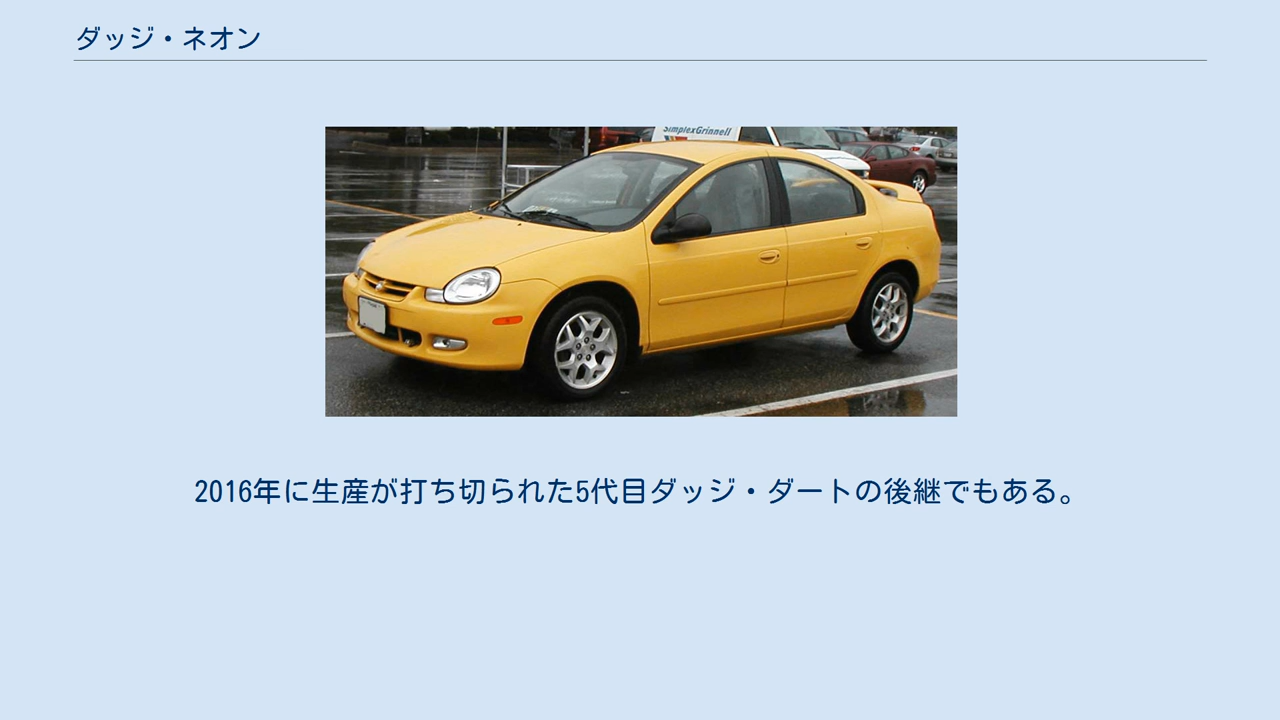 ダッジ・ネオン
SimplexGrinnell
2016年に生産が打ち切られた5代目ダッジ・ダートの後継でもある。